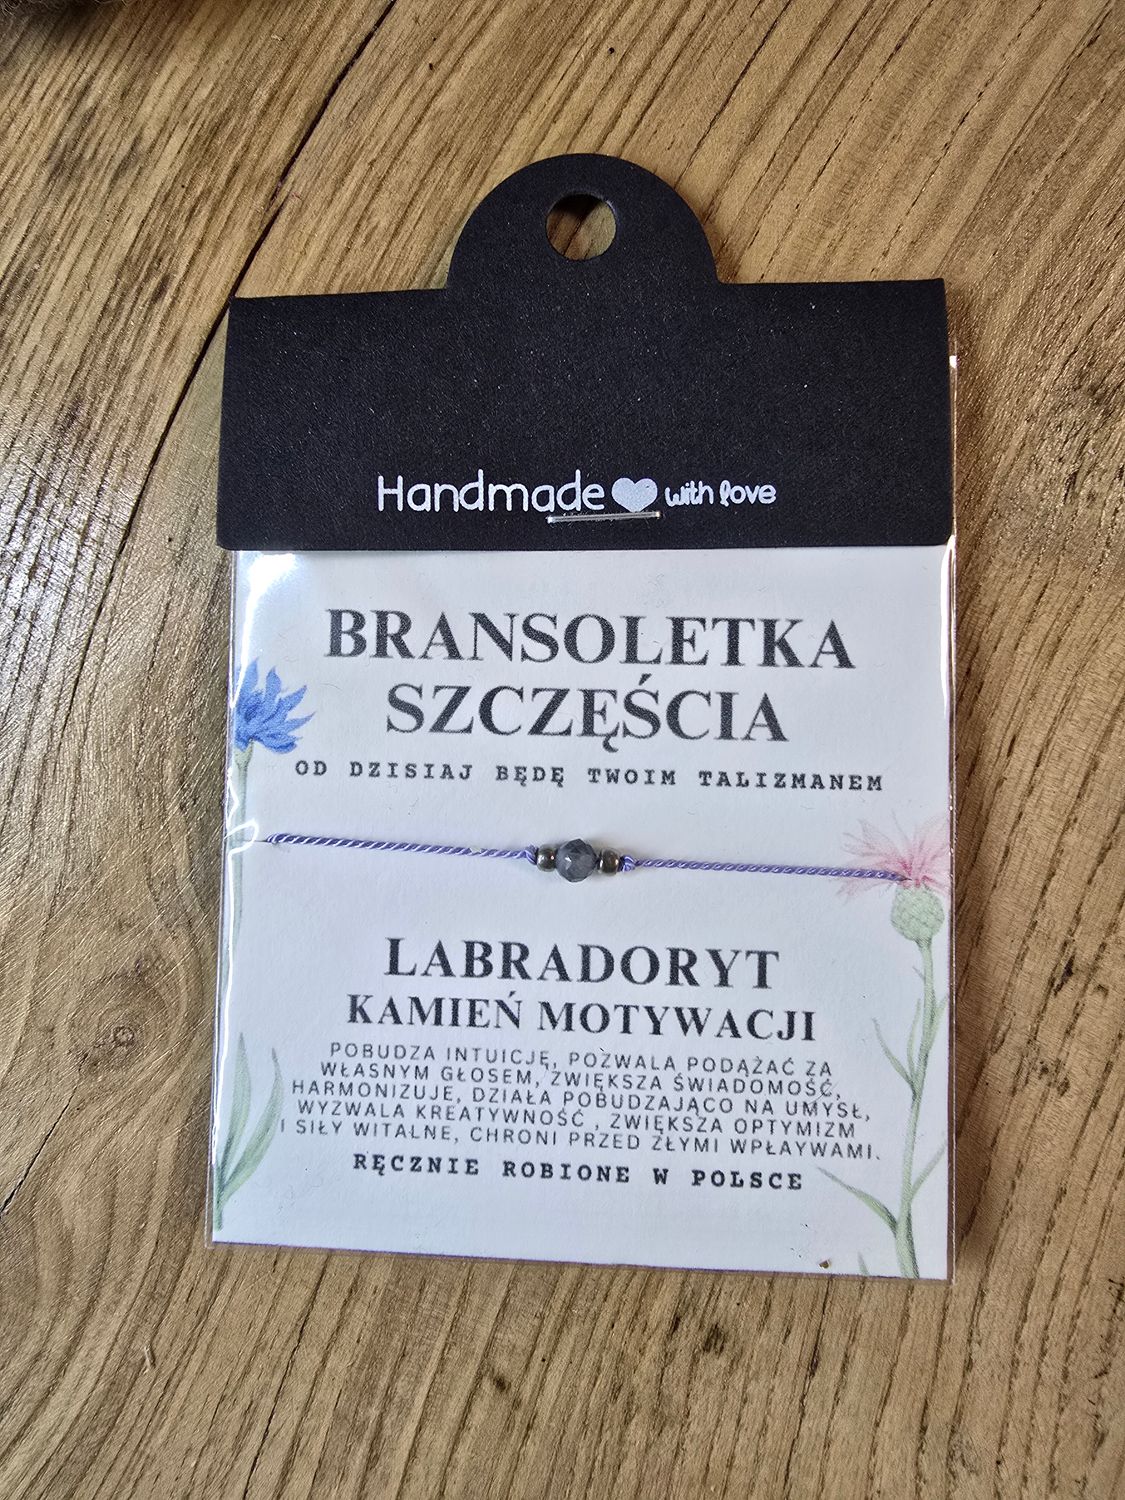 Handmade with love
BRANSOLETKA
SZCZĘŚCIA
OD DZISIAJ BĘDĘ TWOIM TALIZMANEM
LABRADORYT
KAMIEŃ MOTYWACJI
POBUDZA INTUICJĘ, POZWALA PODĄŻAĆ ZA
WŁASNYM GŁOSEM, ZWIĘKSZA ŚWIADOMOŚĆ,
HARMONIZUJE, DZIAŁA POBUDZAJĄCO NA UMYSŁ,
WYZWALA KREATYWNOŚĆ , ZWIĘKSZA OPTYMIZM
I SIŁY WITALNE, CHRONI PRZED ZŁYMI WPŁAYWAMI.
RĘCZNIE ROBIONE W POLSCE